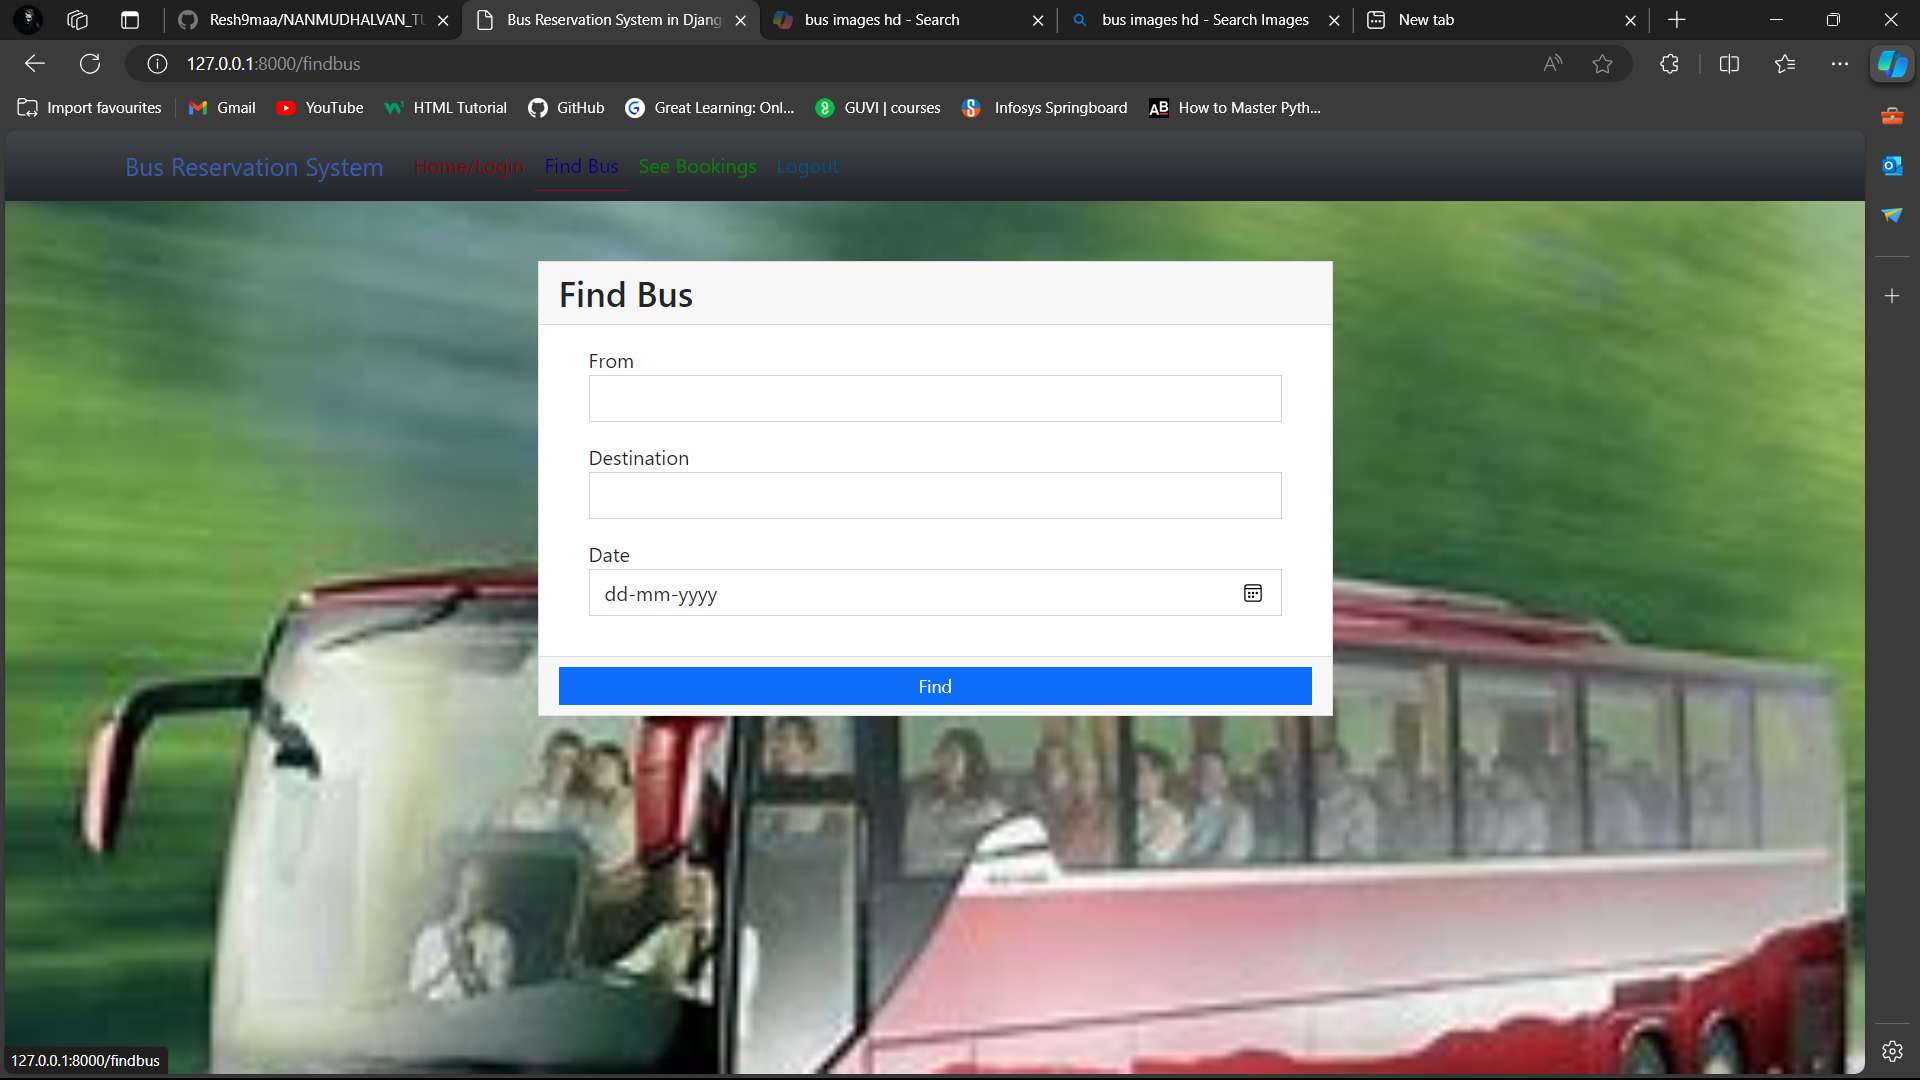 Resh9maa/NANMUDHALVAN_TU
Bus Reservation System in Djang
bus images hd - Search
bus images hd - Search Images
New tab
127.0.0.1:8000/findbus
Import favourites
Gmail
YouTube
HTML Tutorial
GitHub
Great Learning: Onl...
GUVI | courses
Infosys Springboard
How to Master Pyth...
Bus Reservation System
Home/Login
Find Bus
See Bookings
Logout
Find Bus
From
Destination
Date
dd-mm-yyyy
Find
127.0.0.1:8000/findbus